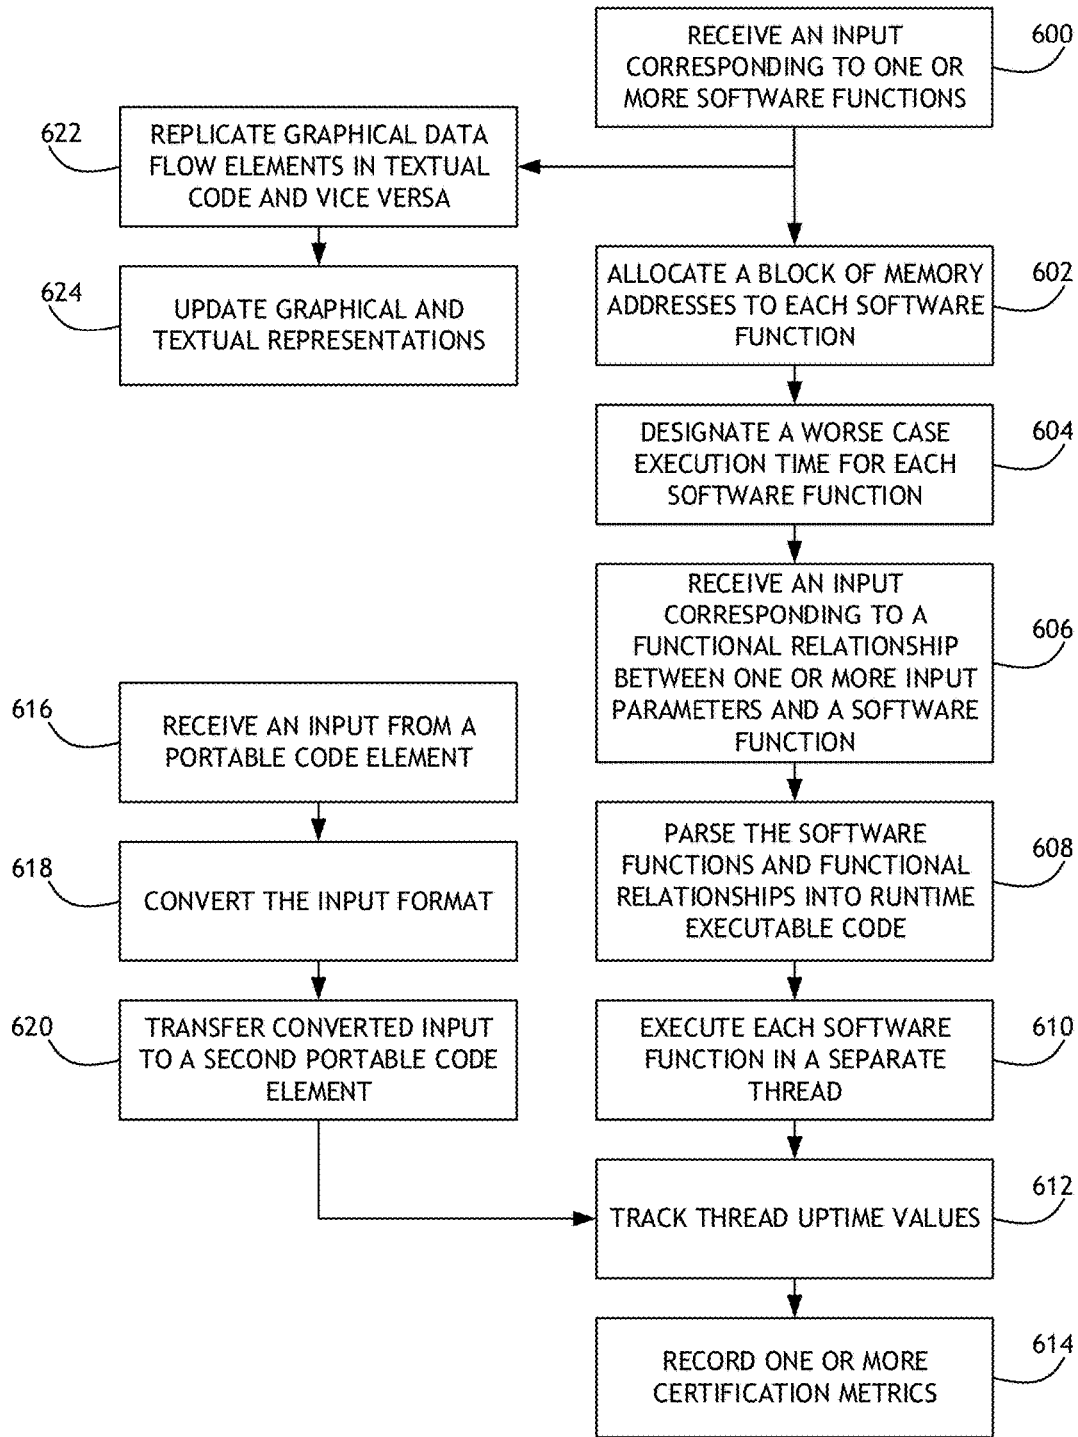 RECEIVE AN INPUT
CORRESPONDING TO ONE OR
MORE SOFTWARE FUNCTIONS
600
622
REPLICATE GRAPHICAL DATA
FLOW ELEMENTS IN TEXTUAL
CODE AND VICE VERSA
624
UPDATE GRAPHICAL AND
TEXTUAL REPRESENTATIONS
ALLOCATE A BLOCK OF MEMORY
ADDRESSES TO EACH SOFTWARE
FUNCTION
602
DESIGNATE A WORSE CASE
EXECUTION TIME FOR EACH
SOFTWARE FUNCTION
604
RECEIVE AN INPUT
CORRESPONDING TO A
FUNCTIONAL RELATIONSHIP
BETWEEN ONE OR MORE INPUT
PARAMETERS AND A SOFTWARE
FUNCTION
606
616
RECEIVE AN INPUT FROM A
PORTABLE CODE ELEMENT
618
CONVERT THE INPUT FORMAT
620
TRANSFER CONVERTED INPUT
TO A SECOND PORTABLE CODE
ELEMENT
PARSE THE SOFTWARE
FUNCTIONS AND FUNCTIONAL
RELATIONSHIPS INTO RUNTIME
EXECUTABLE CODE
608
EXECUTE EACH SOFTWARE
FUNCTION IN A SEPARATE
THREAD
610
TRACK THREAD UPTIME VALUES
612
RECORD ONE OR MORE
CERTIFICATION METRICS
614